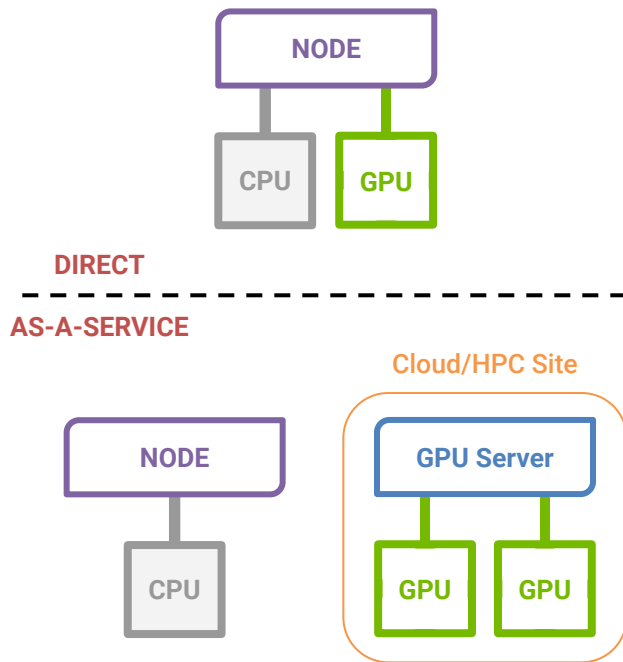 NODE
CPU
GPU
DIRECT
AS-A-SERVICE
Cloud/HPC Site
NODE
GPU Server
CPU
GPU
GPU